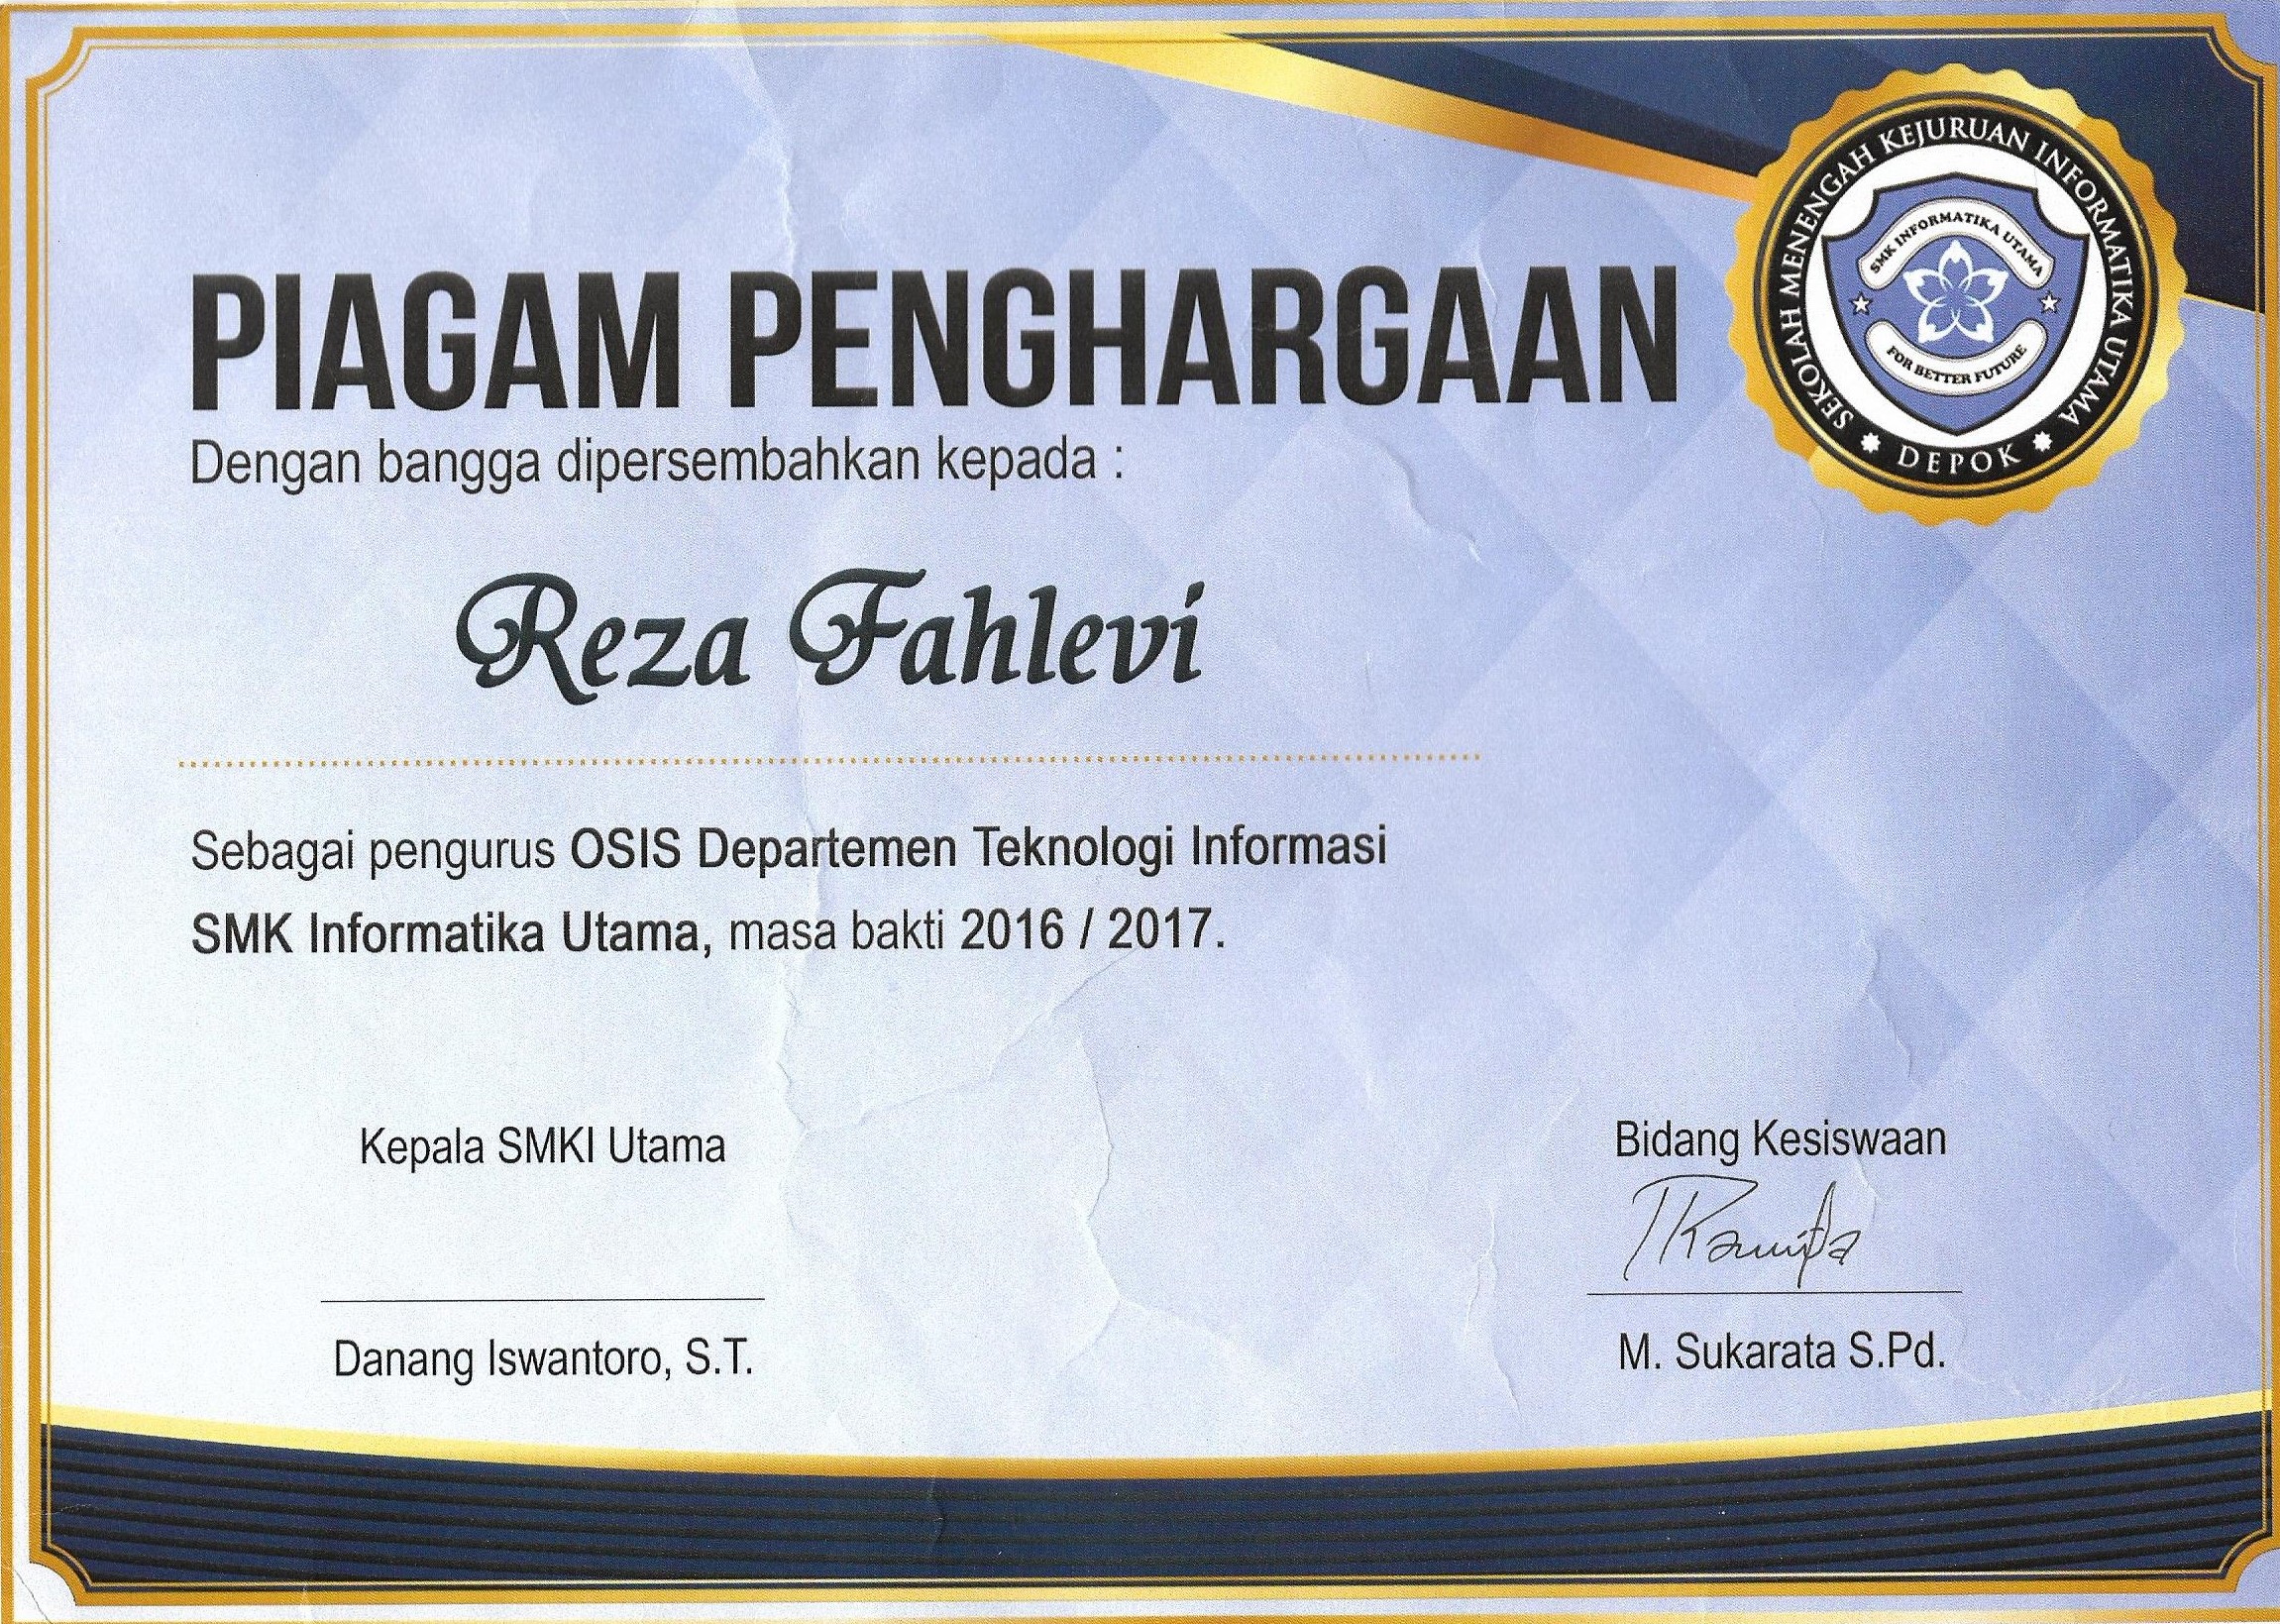 SEKOLAH MENENGAH KEJURUAN INFORMATIKA UTAMA
DEPOK
SMK INFORMATIKA UTAMA
FOR BETTER FUTURE
PIAGAM PENGHARGAAN
Dengan bangga dipersembahkan kepada :
Reza Fahlevi
Sebagai pengurus OSIS Departemen Teknologi Informasi
SMK Informatika Utama, masa bakti 2016 / 2017.
Kepala SMKI Utama
Danang Iswantoro, S.T.
Bidang Kesiswaan
M. Sukarata S.Pd.